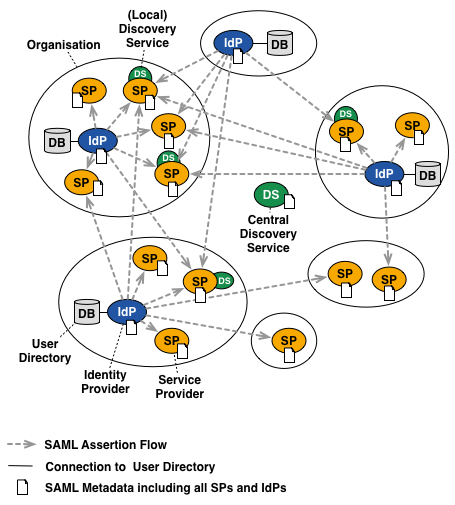 (Local)
Discovery
Service
Organisation
IdP
DB
DS
SP
SP
DS
SP
SP
SP
DB
IdP
DS
SP
SP
IdP
DB
DS
SP
Central
Discovery
Service
SP
SP
DS
SP
SP
DB
IdP
SP
SP
User
Directory
Identity
Provider
Service
Provider
SAML Assertion Flow
Connection to User Directory
SAML Metadata including all SPs and IdPs